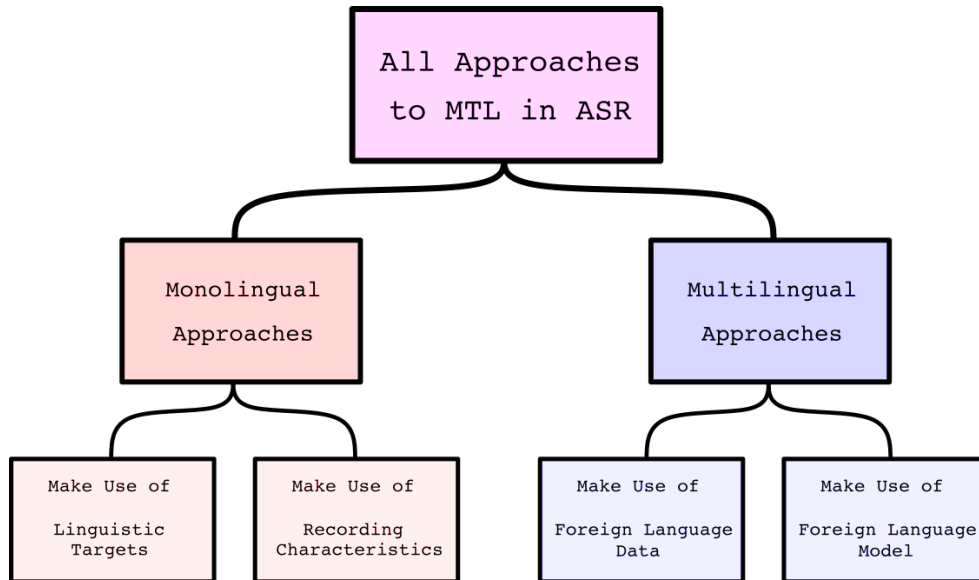 All Approaches
to MTL in ASR
Monolingual
Approaches
Multilingual
Approaches
Make Use of
Linguistic
Targets
Make Use of
Recording
Characteristics
Make Use of
Foreign Language
Data
Make Use of
Foreign Language
Model